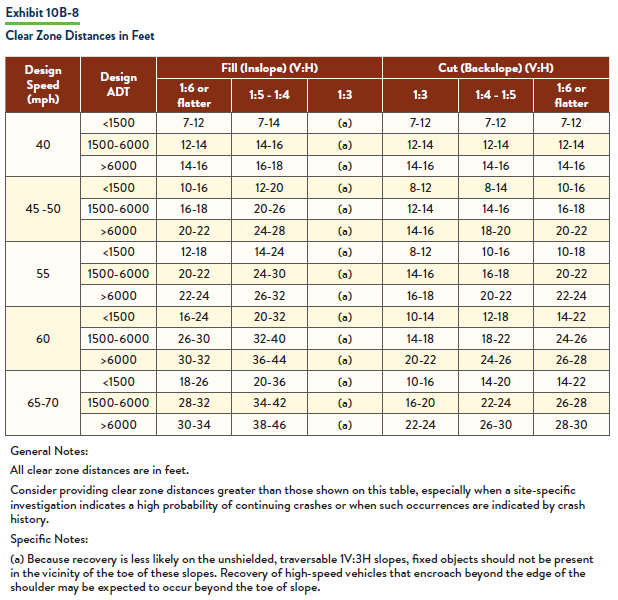 Exhibit 10B-8
Clear Zone Distances in Feet
Design Speed (mph) Design ADT Fill (Inslope) (V:H) Cut (Backslope) (V:H)
1:6 or flatter 1:5 - 1:4 1:3 1:3 1:4 - 1:5 1:6 or flatter
40 <1500 7-12 7-14 (a) 7-12 7-12 7-12
1500-6000 12-14 14-16 (a) 12-14 12-14 12-14
>6000 14-16 16-18 (a) 14-16 14-16 14-16
45 -50 <1500 10-16 12-20 (a) 8-12 8-14 10-16
1500-6000 16-18 20-26 (a) 12-14 14-16 16-18
>6000 20-22 24-28 (a) 14-16 18-20 20-22
55 <1500 12-18 14-24 (a) 8-12 10-16 10-18
1500-6000 20-22 24-30 (a) 14-16 16-18 20-22
>6000 22-24 26-32 (a) 16-18 20-22 22-24
60 <1500 16-24 20-32 (a) 10-14 12-18 14-22
1500-6000 26-30 32-40 (a) 14-18 18-22 24-26
>6000 30-32 36-44 (a) 20-22 24-26 26-28
65-70 <1500 18-26 20-36 (a) 10-16 14-20 14-22
1500-6000 28-32 34-42 (a) 16-20 22-24 26-28
>6000 30-34 38-46 (a) 22-24 26-30 28-30
General Notes:
All clear zone distances are in feet.
Consider providing clear zone distances greater than those shown on this table, especially when a site-specific
investigation indicates a high probability of continuing crashes or when such occurrences are indicated by crash
history.
Specific Notes:
(a) Because recovery is less likely on the unshielded, traversable 1V:3H slopes, fixed objects should not be present
in the vicinity of the toe of these slopes. Recovery of high-speed vehicles that encroach beyond the edge of the
shoulder may be expected to occur beyond the toe of slope.